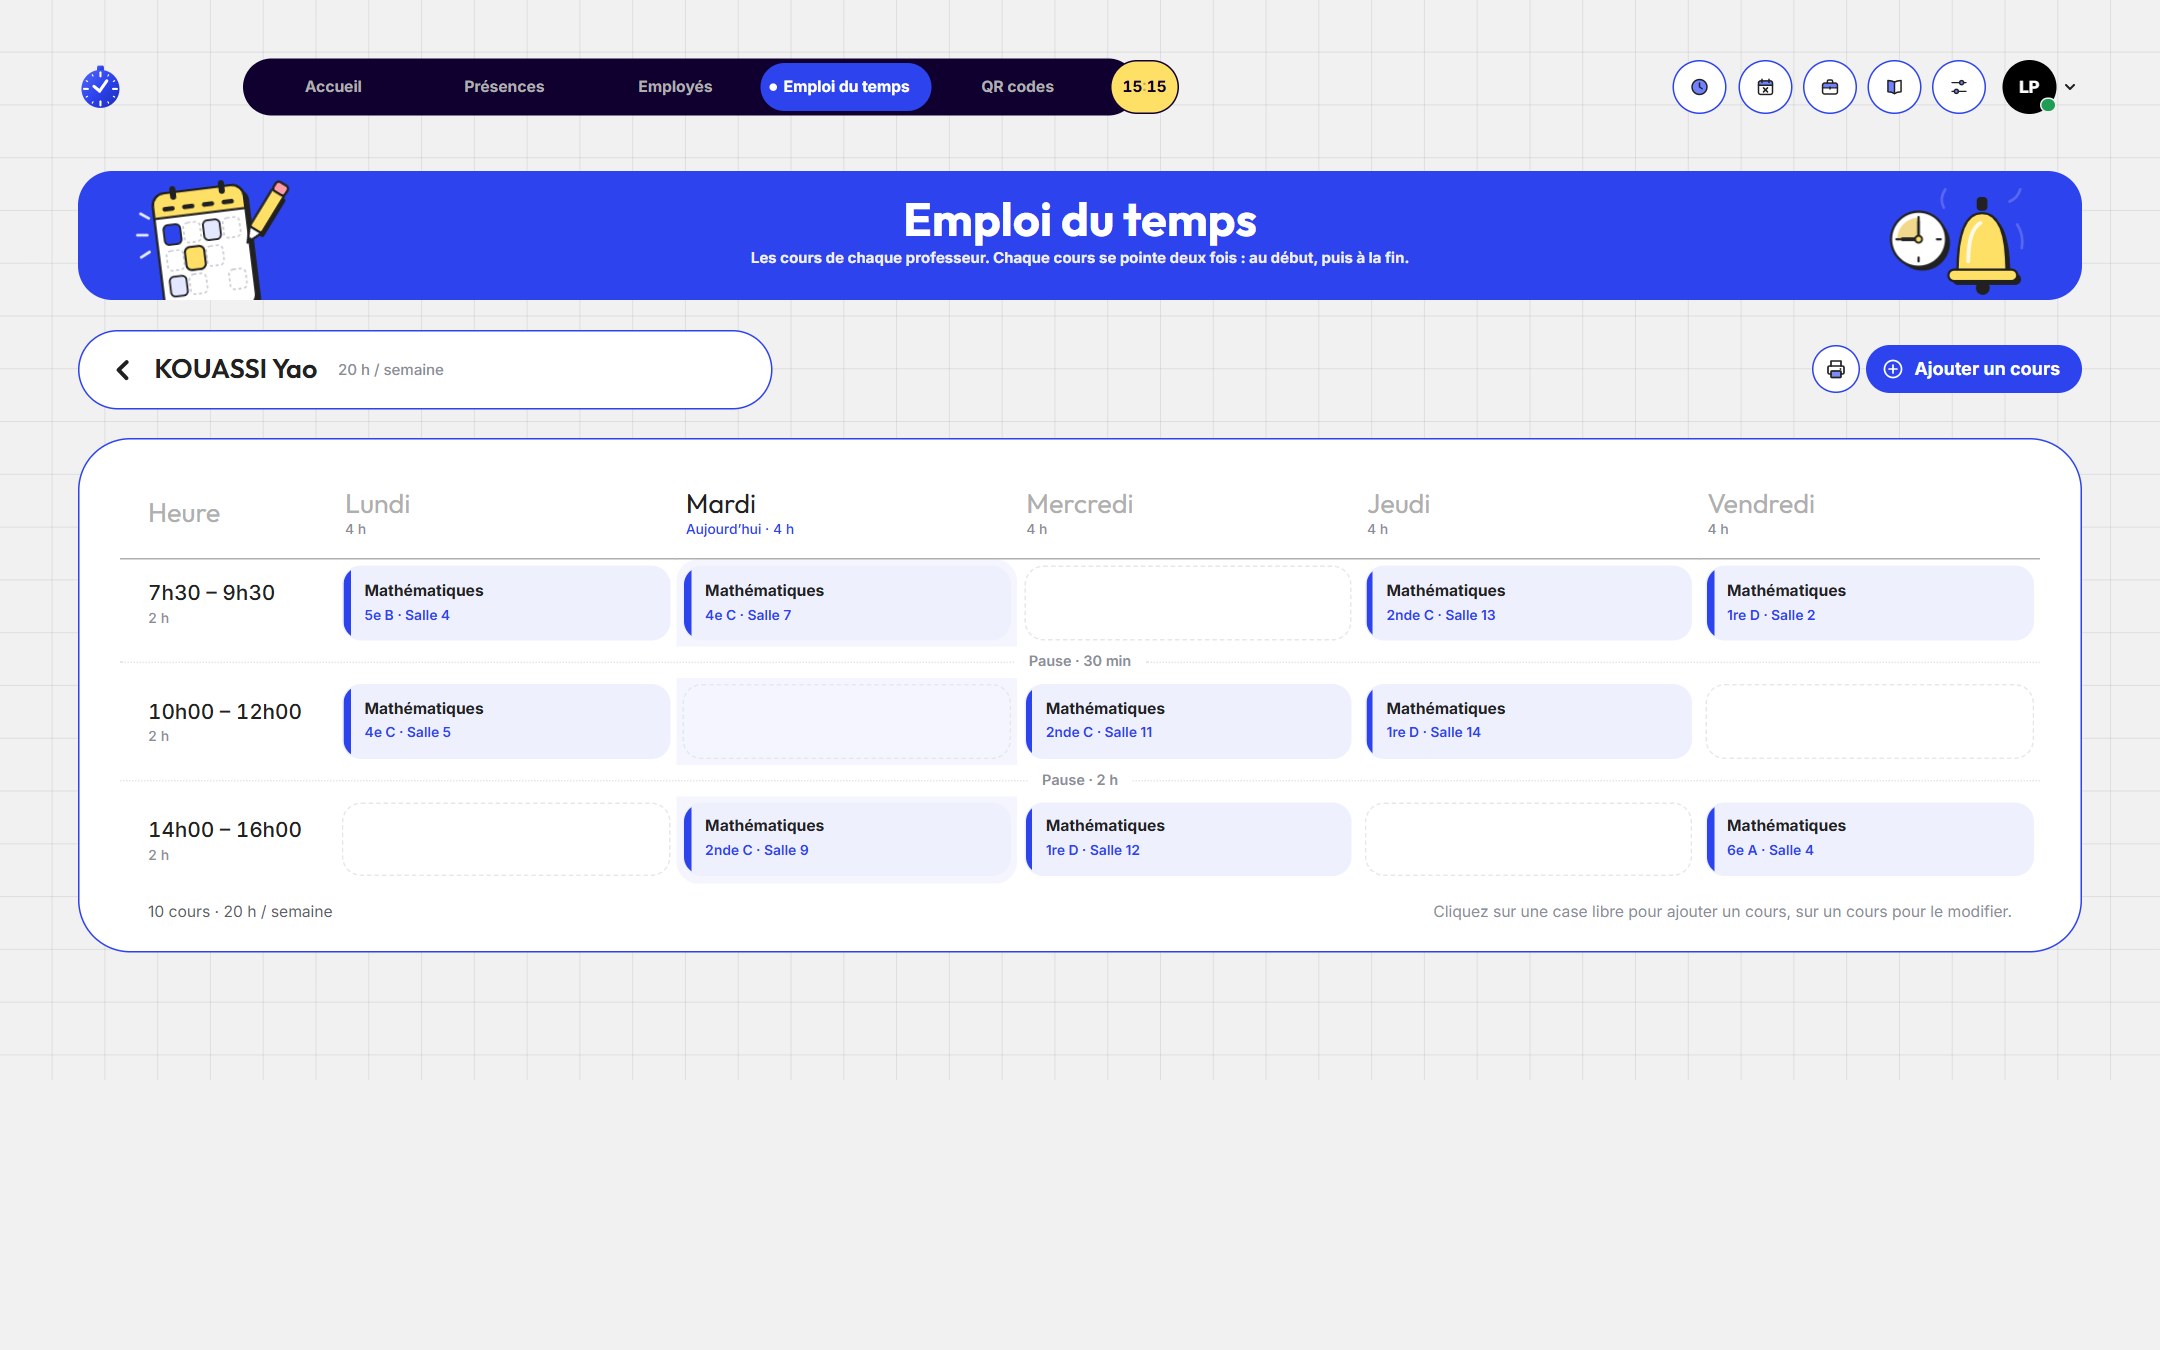 Accueil
Présences
Employés
Emploi du temps
QR codes
15:15
LP
Emploi du temps
Les cours de chaque professeur. Chaque cours se pointe deux fois : au début, puis à la fin.
KOUASSI Yao
20 h / semaine
Ajouter un cours
Heure
Lundi
4 h
Mardi
Aujourd'hui · 4 h
Mercredi
4 h
Jeudi
4 h
Vendredi
4 h
7h30 – 9h30
2 h
Mathématiques
5e B · Salle 4
Mathématiques
4e C · Salle 7
Mathématiques
2nde C · Salle 13
Mathématiques
1re D · Salle 2
Pause · 30 min
10h00 – 12h00
2 h
Mathématiques
4e C · Salle 5
Mathématiques
2nde C · Salle 11
Mathématiques
1re D · Salle 14
Pause · 2 h
14h00 – 16h00
2 h
Mathématiques
2nde C · Salle 9
Mathématiques
1re D · Salle 12
Mathématiques
6e A · Salle 4
10 cours · 20 h / semaine
Cliquez sur une case libre pour ajouter un cours, sur un cours pour le modifier.